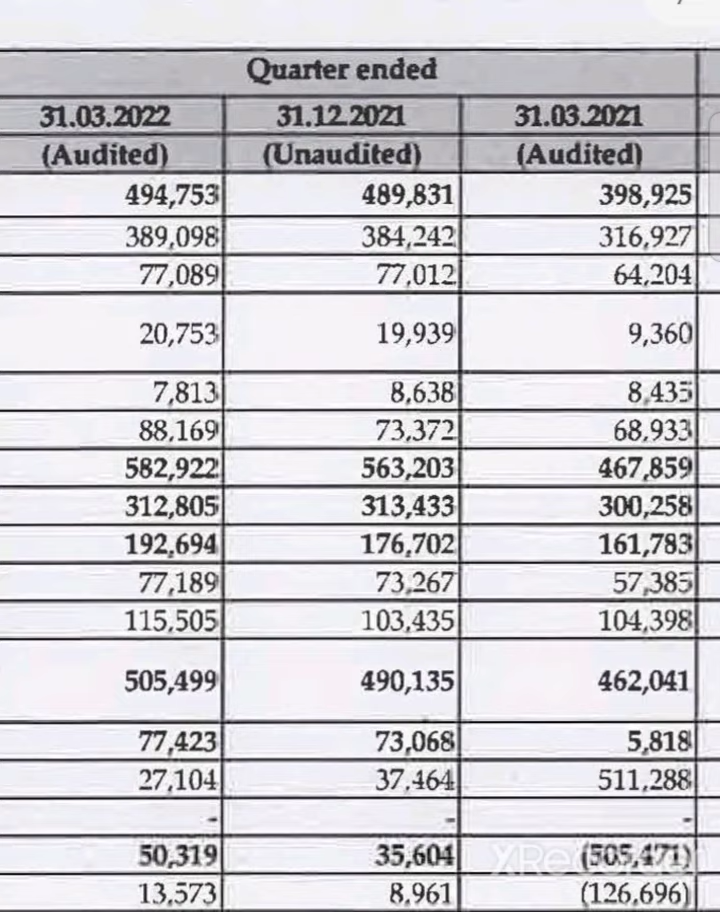 Quarter ended
31.03.2022 31.12.2021 31.03.2021
(Audited) (Unaudited) (Audited)
494,753 489,831 398,925
389,098 384,242 316,927
77,089 77,012 64,204
20,753 19,939 9,360
7,813 8,638 8,435
88,169 73,372 68,933
582,922 563,203 467,859
312,805 313,433 300,258
192,694 176,702 161,783
77,189 73,267 57,385
115,505 103,435 104,398
505,499 490,135 462,041
77,423 73,068 5,818
27,104 37,464 511,288
- - -
50,319 35,604 (505,471)
13,573 8,961 (126,696)